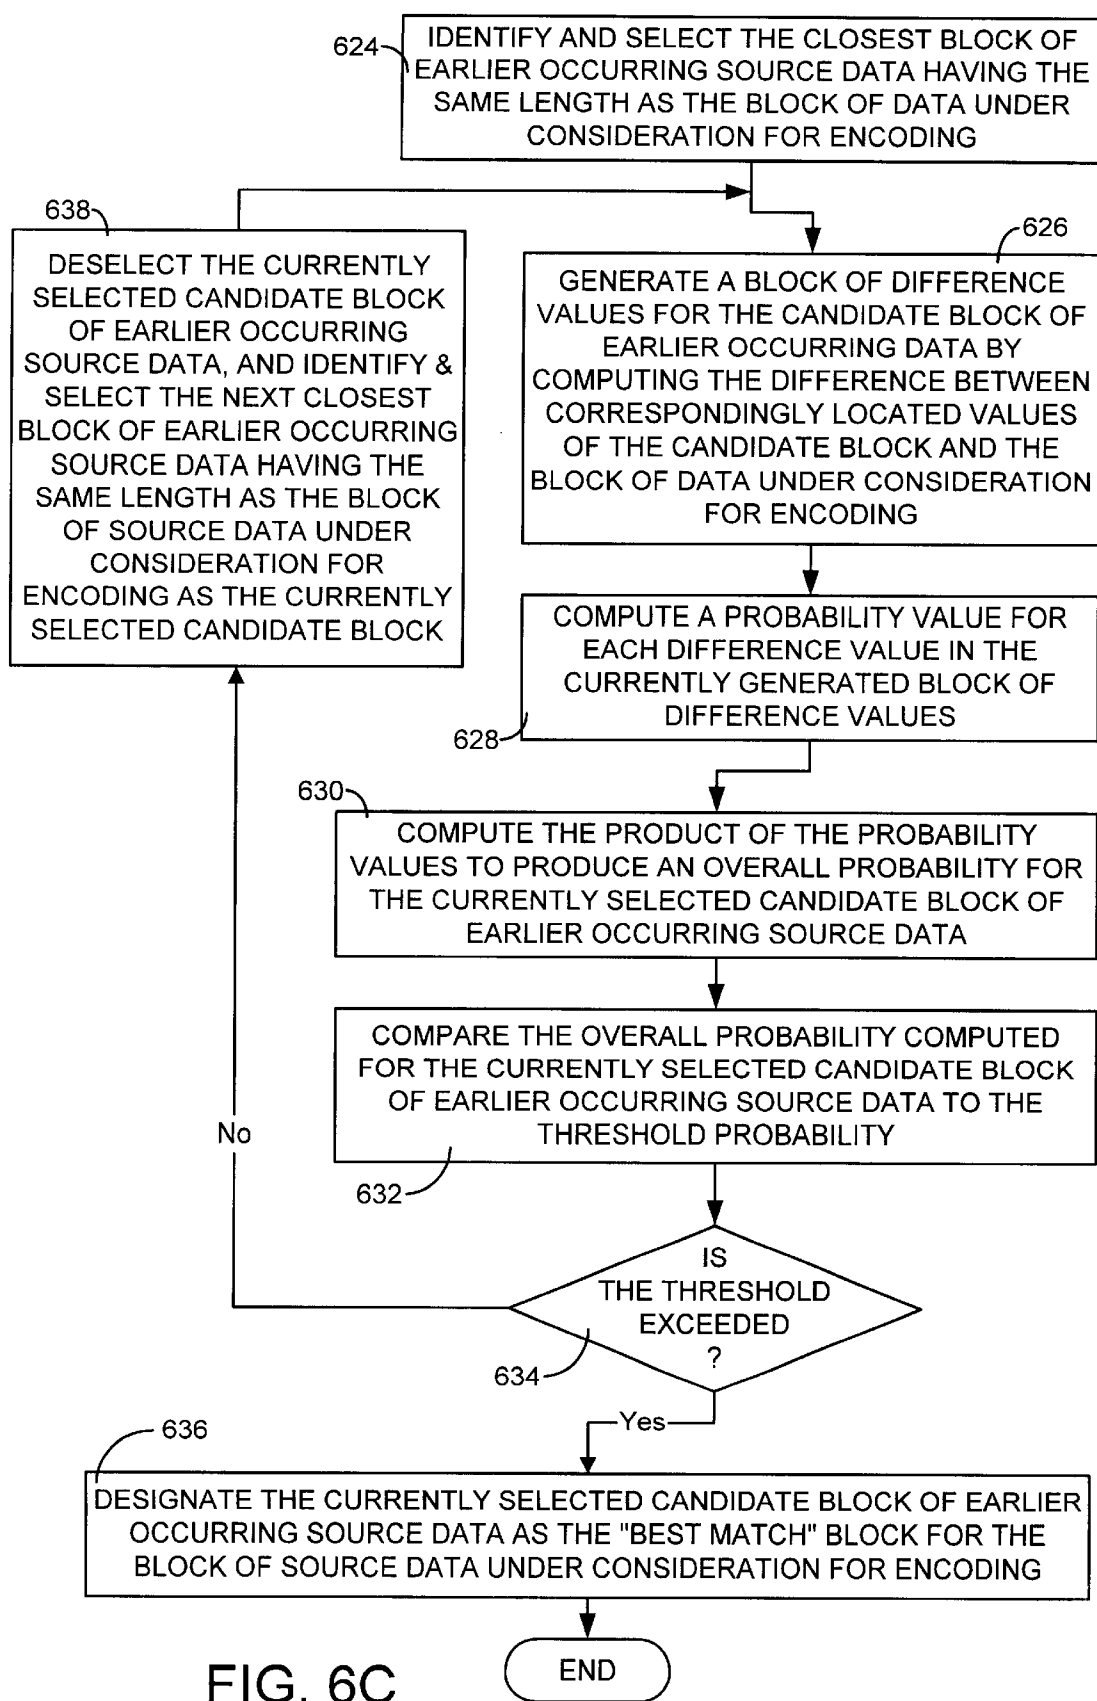 624
IDENTIFY AND SELECT THE CLOSEST BLOCK OF
EARLIER OCCURRING SOURCE DATA HAVING THE
SAME LENGTH AS THE BLOCK OF DATA UNDER
CONSIDERATION FOR ENCODING
638
DESELECT THE CURRENTLY
SELECTED CANDIDATE BLOCK
OF EARLIER OCCURRING
SOURCE DATA, AND IDENTIFY &
SELECT THE NEXT CLOSEST
BLOCK OF EARLIER OCCURRING
SOURCE DATA HAVING THE
SAME LENGTH AS THE BLOCK
OF SOURCE DATA UNDER
CONSIDERATION FOR
ENCODING AS THE CURRENTLY
SELECTED CANDIDATE BLOCK
626
GENERATE A BLOCK OF DIFFERENCE
VALUES FOR THE CANDIDATE BLOCK OF
EARLIER OCCURRING DATA BY
COMPUTING THE DIFFERENCE BETWEEN
CORRESPONDINGLY LOCATED VALUES
OF THE CANDIDATE BLOCK AND THE
BLOCK OF DATA UNDER CONSIDERATION
FOR ENCODING
COMPUTE A PROBABILITY VALUE FOR
EACH DIFFERENCE VALUE IN THE
CURRENTLY GENERATED BLOCK OF
DIFFERENCE VALUES
628
630
COMPUTE THE PRODUCT OF THE PROBABILITY
VALUES TO PRODUCE AN OVERALL PROBABILITY FOR
THE CURRENTLY SELECTED CANDIDATE BLOCK OF
EARLIER OCCURRING SOURCE DATA
COMPARE THE OVERALL PROBABILITY COMPUTED
FOR THE CURRENTLY SELECTED CANDIDATE BLOCK
OF EARLIER OCCURRING SOURCE DATA TO THE
THRESHOLD PROBABILITY
632
No
IS
THE THRESHOLD
EXCEEDED
?
634
Yes
636
DESIGNATE THE CURRENTLY SELECTED CANDIDATE BLOCK OF EARLIER
OCCURRING SOURCE DATA AS THE "BEST MATCH" BLOCK FOR THE
BLOCK OF SOURCE DATA UNDER CONSIDERATION FOR ENCODING
END
FIG. 6C